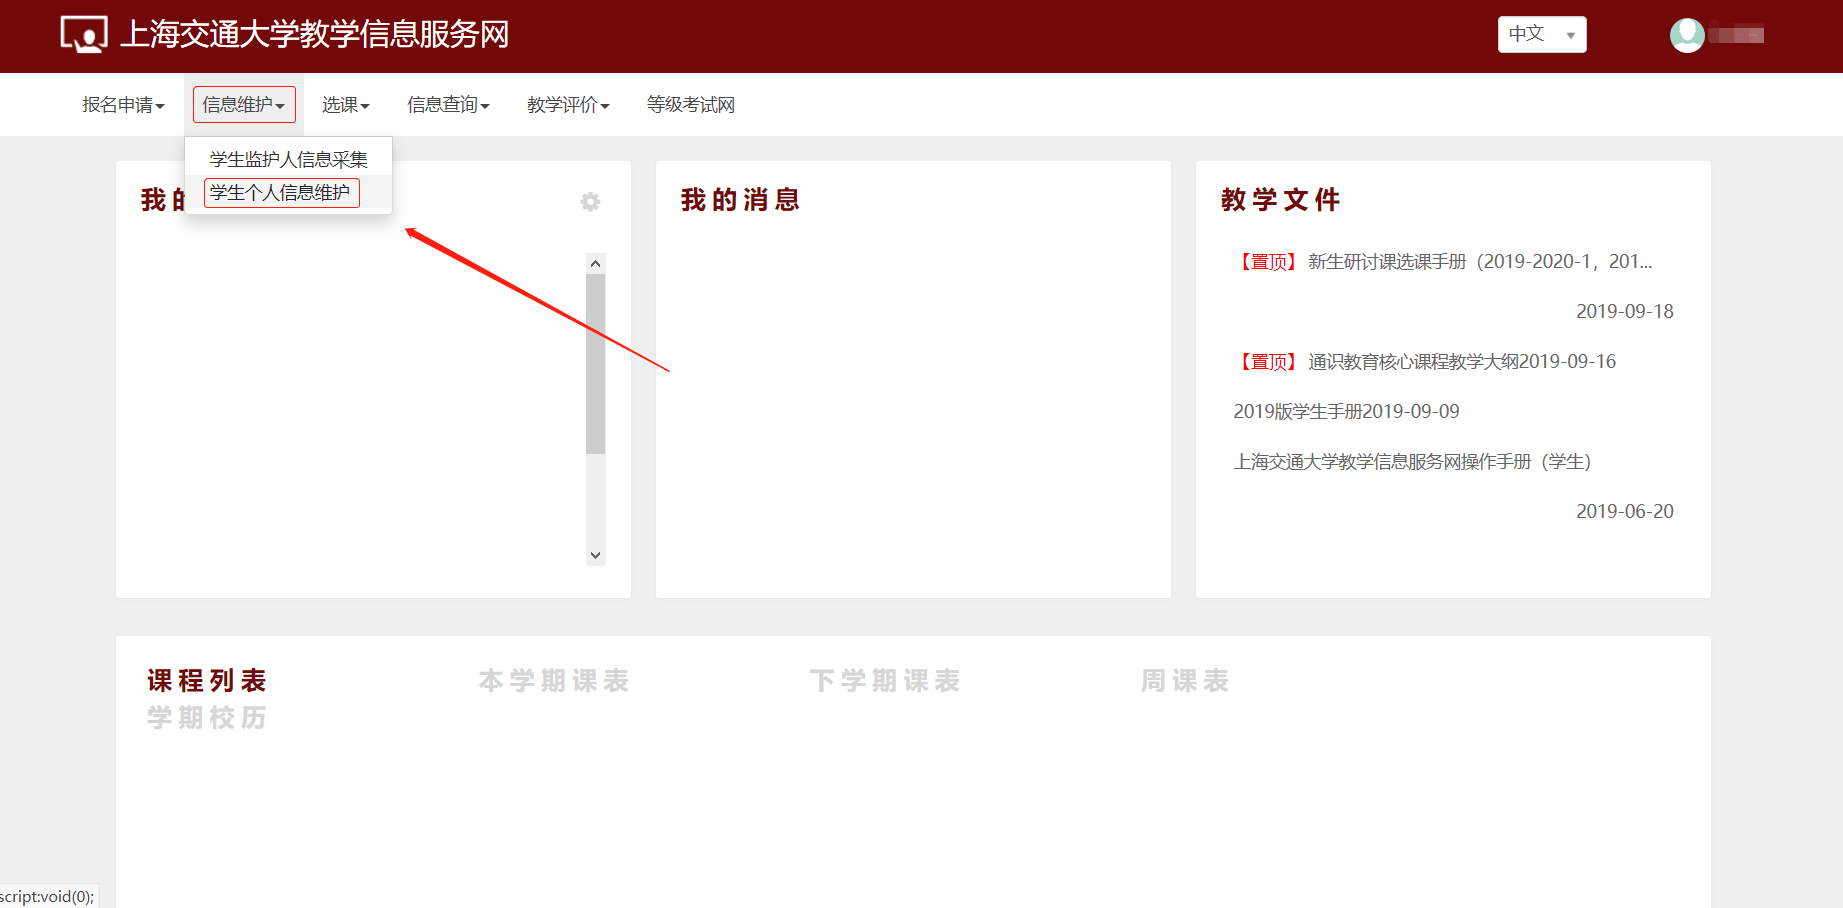 上海交通大学教学信息服务网
中文
报名申请 信息维护 选课 信息查询 教学评价 等级考试网
学生监护人信息采集
学生个人信息维护
我的
我的消息
教学文件
【置顶】 新生研讨课选课手册（2019-2020-1，201...
2019-09-18
【置顶】 通识教育核心课程教学大纲2019-09-16
2019版学生手册2019-09-09
上海交通大学教学信息服务网操作手册（学生）
2019-06-20
课程列表 本学期课表 下学期课表 周课表
学期校历
script:void(0);